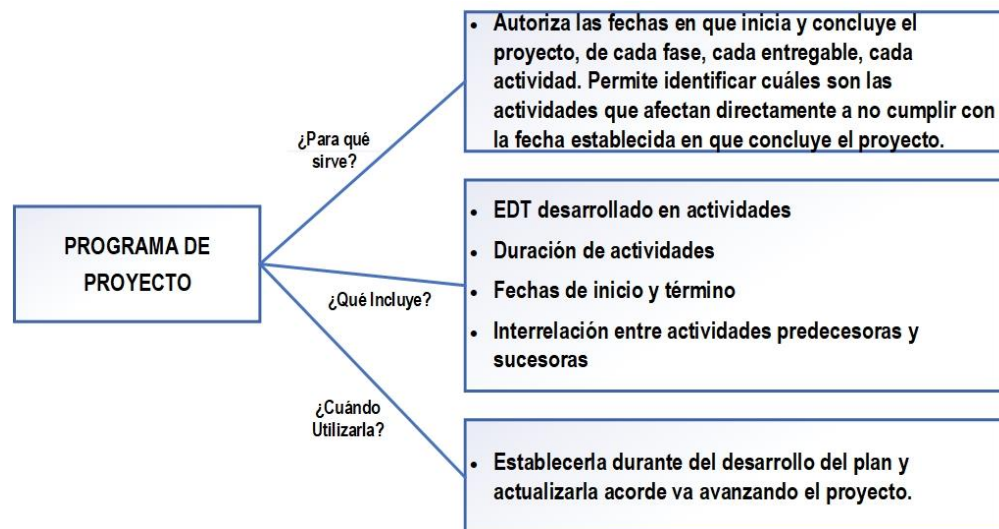 PROGRAMA DE
PROYECTO
¿Para qué
sirve?
• Autoriza las fechas en que inicia y concluye el
proyecto, de cada fase, cada entregable, cada
actividad. Permite identificar cuáles son las
actividades que afectan directamente a no cumplir con
la fecha establecida en que concluye el proyecto.
¿Qué Incluye?
• EDT desarrollado en actividades
• Duración de actividades
• Fechas de inicio y término
• Interrelación entre actividades predecesoras y
sucesoras
¿Cuándo
Utilizarla?
• Establecerla durante del desarrollo del plan y
actualizarla acorde va avanzando el proyecto.